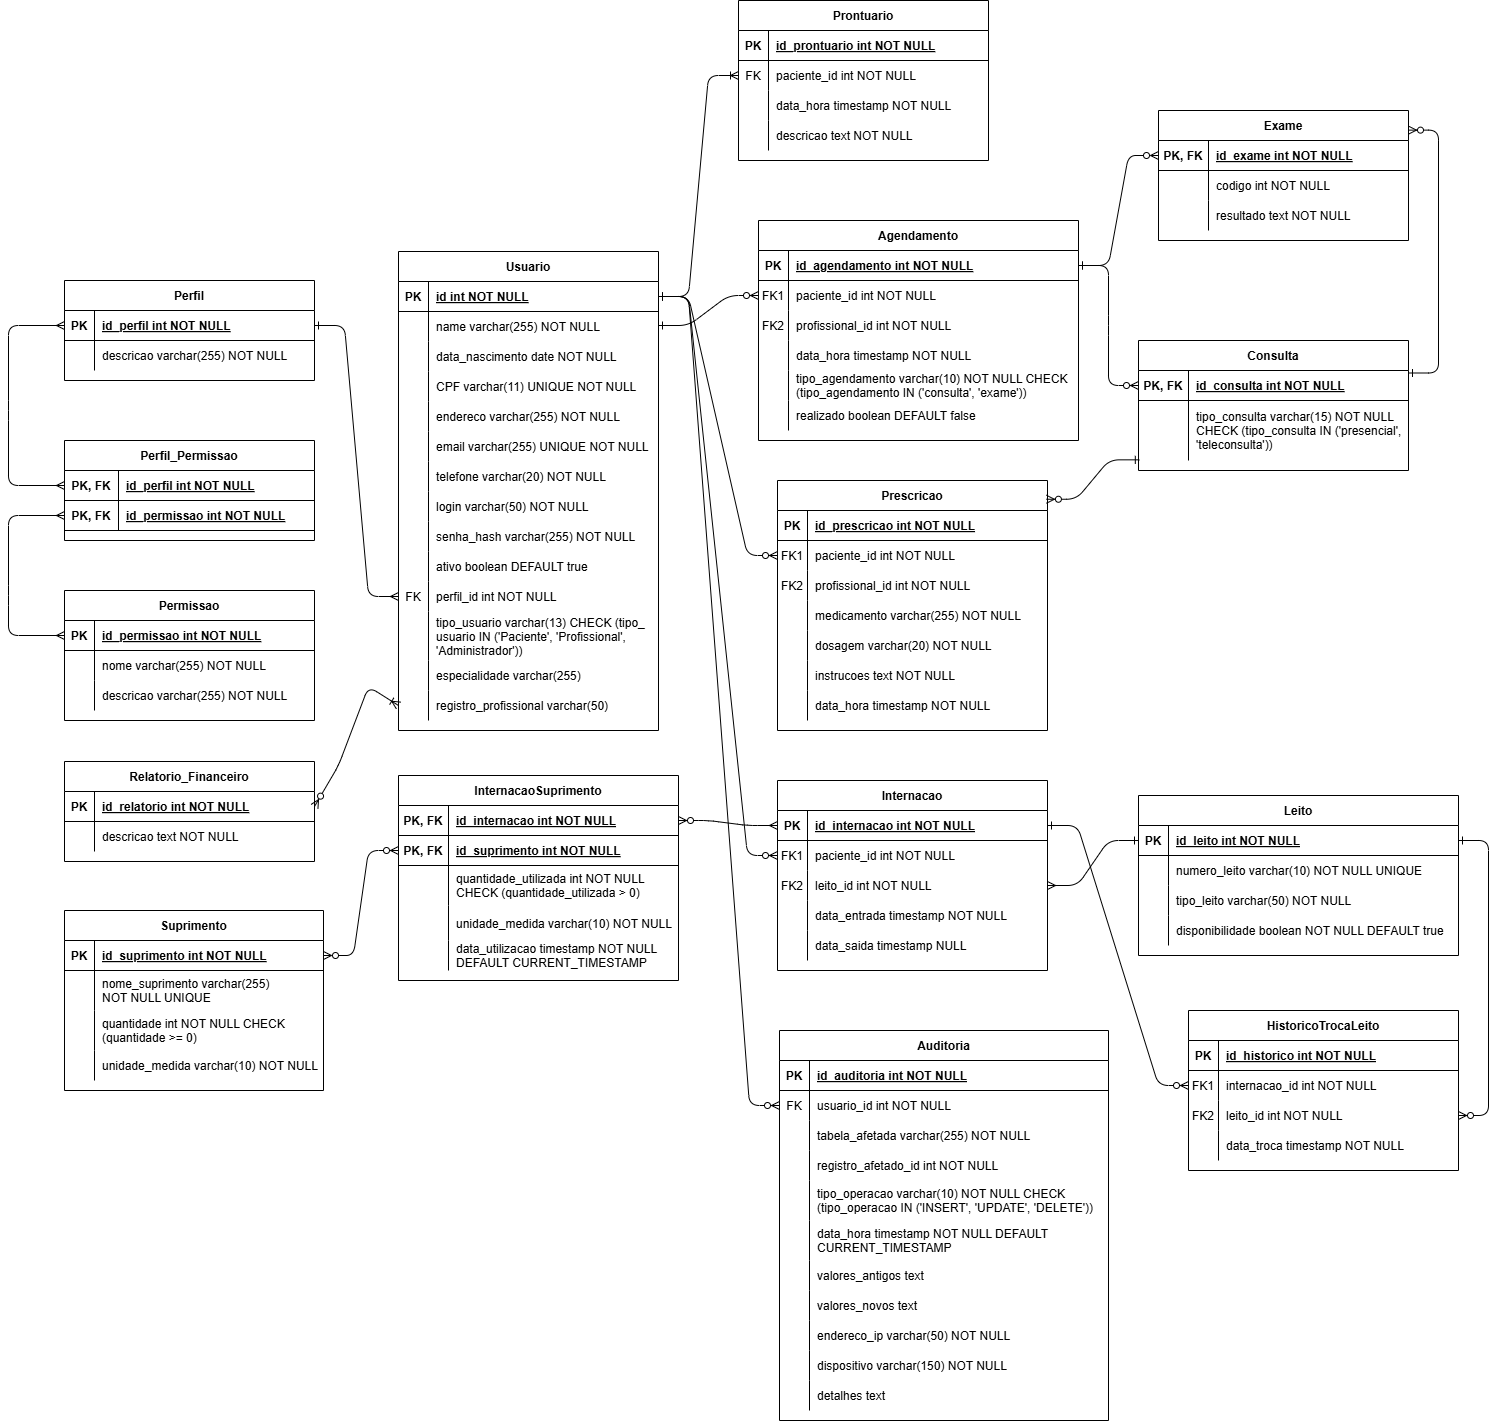 Prontuario
PK id_prontuario int NOT NULL
FK paciente_id int NOT NULL
data_hora timestamp NOT NULL
descricao text NOT NULL
Exame
PK, FK id_exame int NOT NULL
codigo int NOT NULL
resultado text NOT NULL
Agendamento
PK id_agendamento int NOT NULL
FK1 paciente_id int NOT NULL
FK2 profissional_id int NOT NULL
data_hora timestamp NOT NULL
tipo_agendamento varchar(10) NOT NULL CHECK
(tipo_agendamento IN ('consulta', 'exame'))
realizado boolean DEFAULT false
Consulta
PK, FK id_consulta int NOT NULL
tipo_consulta varchar(15) NOT NULL
CHECK (tipo_consulta IN ('presencial',
'teleconsulta'))
Usuario
PK id int NOT NULL
name varchar(255) NOT NULL
data_nascimento date NOT NULL
CPF varchar(11) UNIQUE NOT NULL
endereco varchar(255) NOT NULL
email varchar(255) UNIQUE NOT NULL
telefone varchar(20) NOT NULL
login varchar(50) NOT NULL
senha_hash varchar(255) NOT NULL
ativo boolean DEFAULT true
FK perfil_id int NOT NULL
tipo_usuario varchar(13) CHECK (tipo_
usuario IN ('Paciente', 'Profissional',
'Administrador'))
especialidade varchar(255)
registro_profissional varchar(50)
Perfil
PK id_perfil int NOT NULL
descricao varchar(255) NOT NULL
Perfil_Permissao
PK, FK id_perfil int NOT NULL
PK, FK id_permissao int NOT NULL
Permissao
PK id_permissao int NOT NULL
nome varchar(255) NOT NULL
descricao varchar(255) NOT NULL
Prescricao
PK id_prescricao int NOT NULL
FK1 paciente_id int NOT NULL
FK2 profissional_id int NOT NULL
medicamento varchar(255) NOT NULL
dosagem varchar(20) NOT NULL
instrucoes text NOT NULL
data_hora timestamp NOT NULL
Relatorio_Financeiro
PK id_relatorio int NOT NULL
descricao text NOT NULL
InternacaoSuprimento
PK, FK id_internacao int NOT NULL
PK, FK id_suprimento int NOT NULL
quantidade_utilizada int NOT NULL
CHECK (quantidade_utilizada > 0)
unidade_medida varchar(10) NOT NULL
data_utilizacao timestamp NOT NULL
DEFAULT CURRENT_TIMESTAMP
Internacao
PK id_internacao int NOT NULL
FK1 paciente_id int NOT NULL
FK2 leito_id int NOT NULL
data_entrada timestamp NOT NULL
data_saida timestamp NULL
Leito
PK id_leito int NOT NULL
numero_leito varchar(10) NOT NULL UNIQUE
tipo_leito varchar(50) NOT NULL
disponibilidade boolean NOT NULL DEFAULT true
Suprimento
PK id_suprimento int NOT NULL
nome_suprimento varchar(255)
NOT NULL UNIQUE
quantidade int NOT NULL CHECK
(quantidade >= 0)
unidade_medida varchar(10) NOT NULL
HistoricoTrocaLeito
PK id_historico int NOT NULL
FK1 internacao_id int NOT NULL
FK2 leito_id int NOT NULL
data_troca timestamp NOT NULL
Auditoria
PK id_auditoria int NOT NULL
FK usuario_id int NOT NULL
tabela_afetada varchar(255) NOT NULL
registro_afetado_id int NOT NULL
tipo_operacao varchar(10) NOT NULL CHECK
(tipo_operacao IN ('INSERT', 'UPDATE', 'DELETE'))
data_hora timestamp NOT NULL DEFAULT
CURRENT_TIMESTAMP
valores_antigos text
valores_novos text
endereco_ip varchar(50) NOT NULL
dispositivo varchar(150) NOT NULL
detalhes text